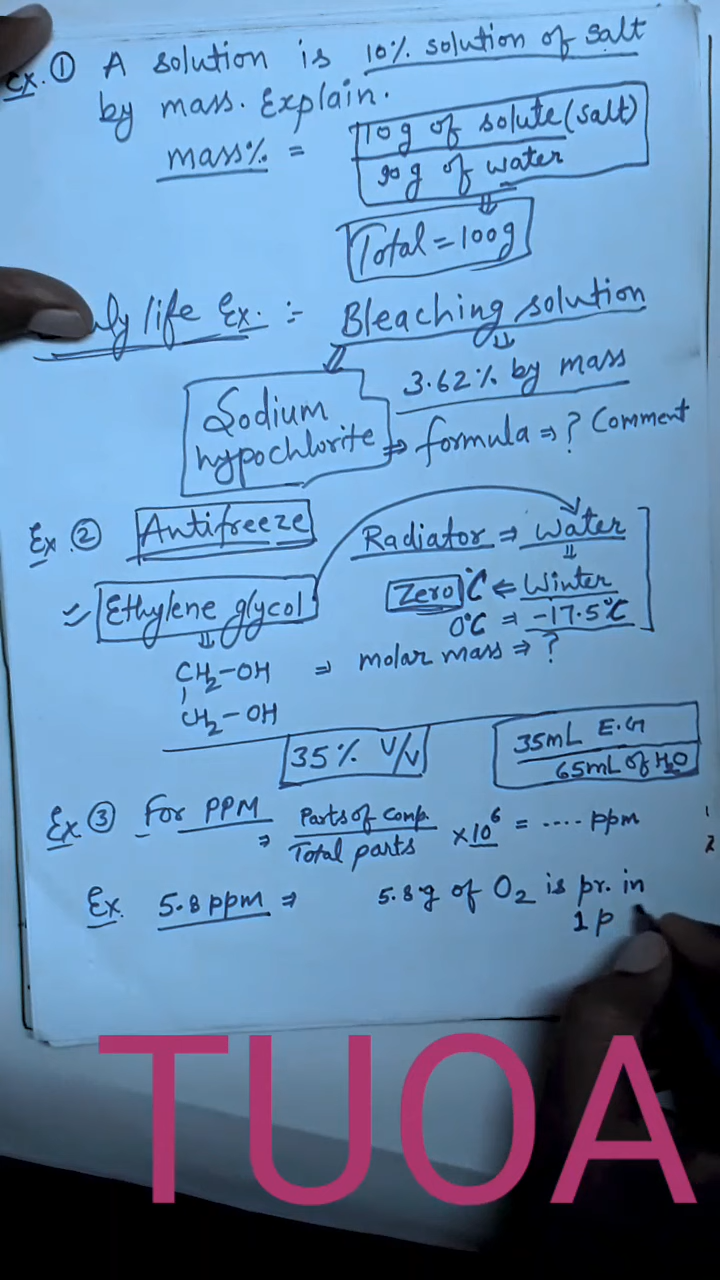 Ex. ① A solution is 10% solution of salt
by mass. Explain.
mass% = 10g of solute (salt)
90g of water
⇓
Total = 100g
ly life Ex. :- Bleaching solution
⇓
3.62% by mass
Sodium
hypochlorite ⇒ formula ⇒ ? Comment
Ex ② Antifreeze
Radiator ⇒ Water
⇓
Zero °C ⇐ Winter
= Ethylene glycol
0°C ⇒ -17.5°C
⇓
CH2-OH ⇒ molar mass ⇒ ?
CH2-OH
35% V/V
35mL E.G
65mL of H2O
Ex ③ For PPM ⇒ Parts of Comp. / Total parts × 10^6 = .... ppm
Ex. 5.8 ppm ⇒ 5.8g of O2 is pr. in
1 p
TUOA